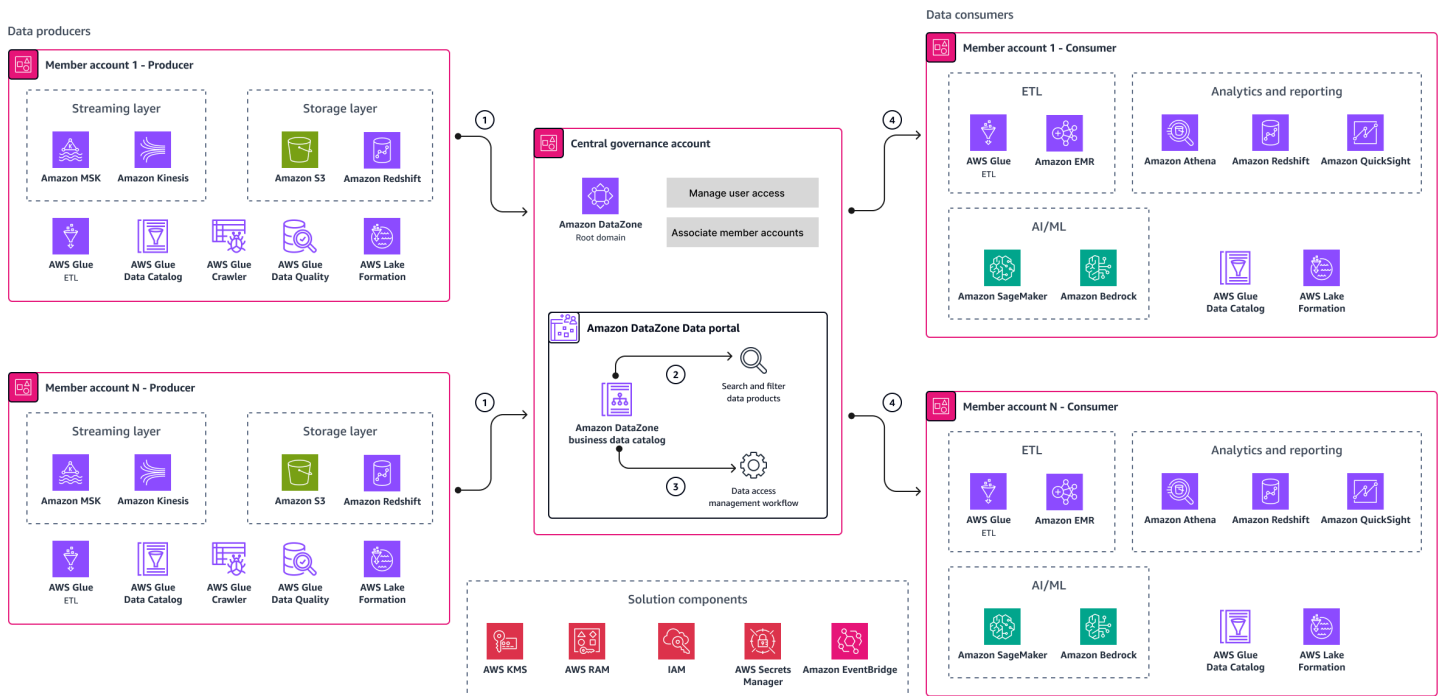 Data producers
Member account 1 - Producer
Streaming layer
Amazon MSK
Amazon Kinesis
Storage layer
Amazon S3
Amazon Redshift
AWS Glue
ETL
AWS Glue
Data Catalog
AWS Glue
Crawler
AWS Glue
Data Quality
AWS Lake
Formation
1
Member account N - Producer
Streaming layer
Amazon MSK
Amazon Kinesis
Storage layer
Amazon S3
Amazon Redshift
AWS Glue
ETL
AWS Glue
Data Catalog
AWS Glue
Crawler
AWS Glue
Data Quality
AWS Lake
Formation
1
Central governance account
Amazon DataZone
Root domain
Manage user access
Associate member accounts
Amazon DataZone Data portal
2
Search and filter
data products
Amazon DataZone
business data catalog
3
Data access
management workflow
Solution components
AWS KMS
AWS RAM
IAM
AWS Secrets
Manager
Amazon EventBridge
Data consumers
4
Member account 1 - Consumer
ETL
AWS Glue
ETL
Amazon EMR
Analytics and reporting
Amazon Athena
Amazon Redshift
Amazon QuickSight
AI/ML
Amazon SageMaker
Amazon Bedrock
AWS Glue
Data Catalog
AWS Lake
Formation
4
Member account N - Consumer
ETL
AWS Glue
ETL
Amazon EMR
Analytics and reporting
Amazon Athena
Amazon Redshift
Amazon QuickSight
AI/ML
Amazon SageMaker
Amazon Bedrock
AWS Glue
Data Catalog
AWS Lake
Formation